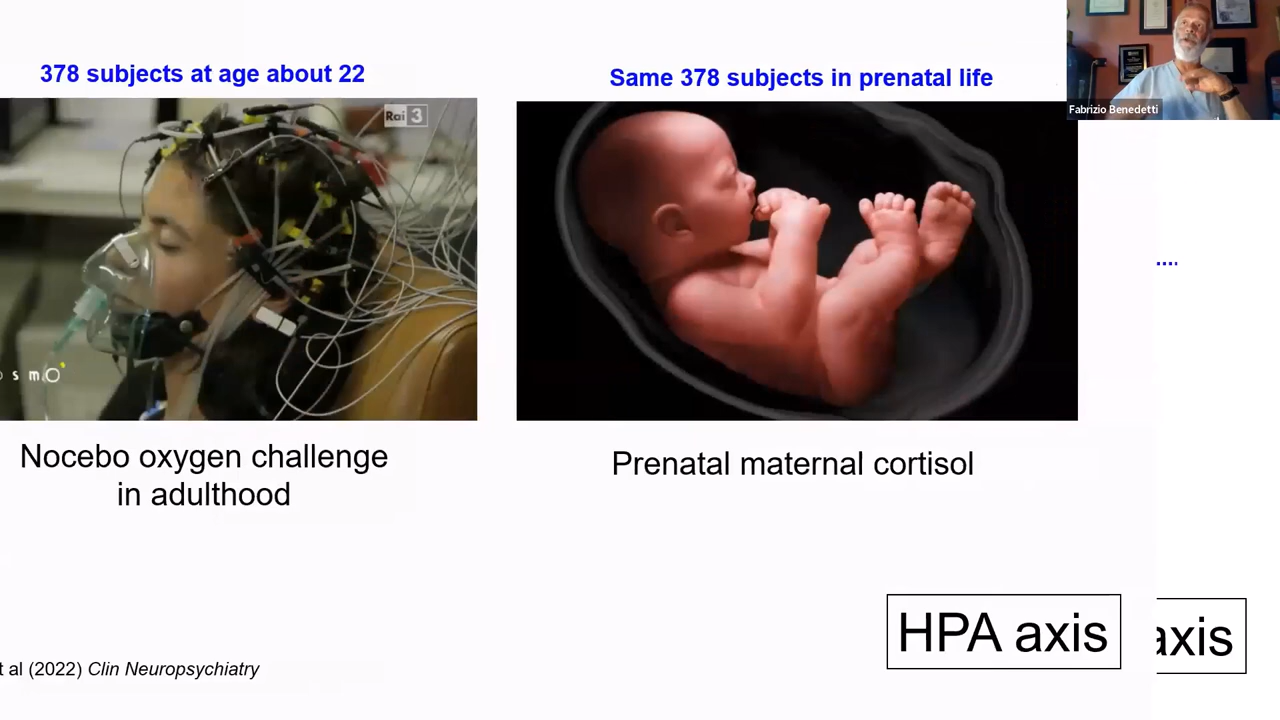 378 subjects at age about 22
Same 378 subjects in prenatal life
Fabrizio Benedetti
Rai 3
osmo
....
Nocebo oxygen challenge
in adulthood
Prenatal maternal cortisol
HPA axis
axis
t al (2022) Clin Neuropsychiatry